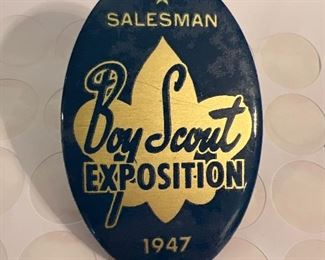 SALESMAN
Boy Scout
EXPOSITION
1947